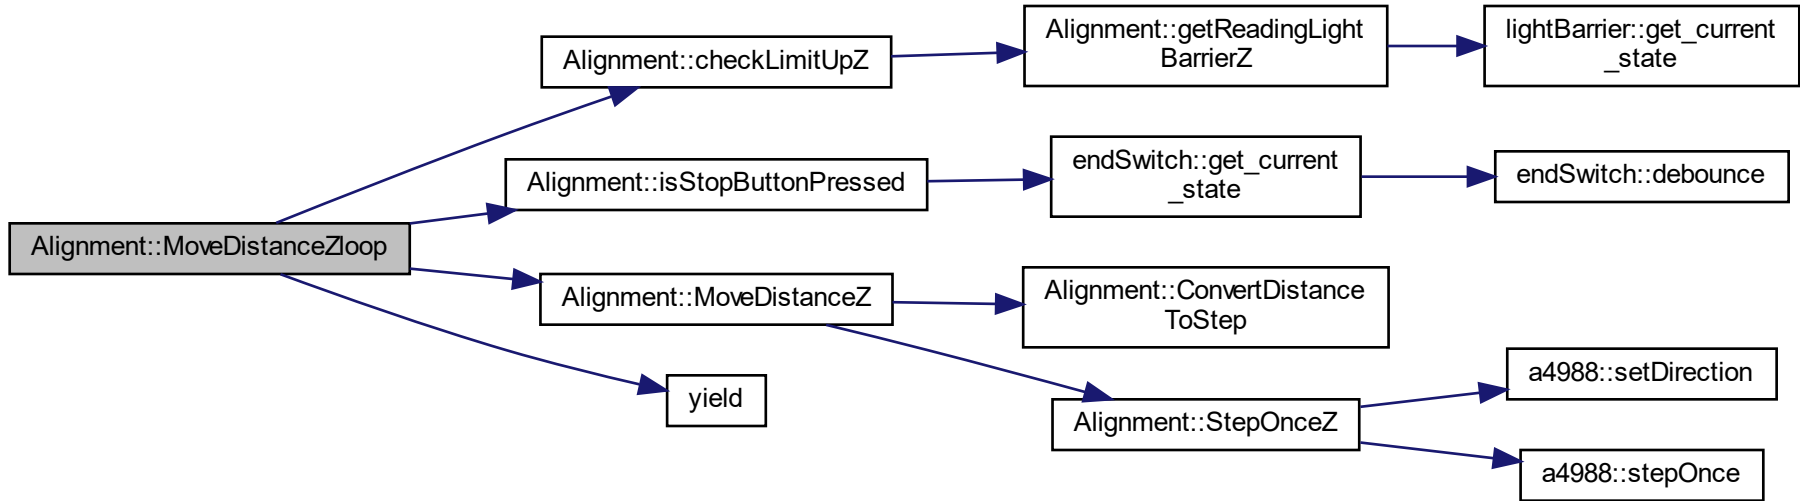 Alignment::MoveDistanceZloop
Alignment::checkLimitUpZ
Alignment::getReadingLight
BarrierZ
lightBarrier::get_current
_state
Alignment::isStopButtonPressed
endSwitch::get_current
_state
endSwitch::debounce
Alignment::MoveDistanceZ
Alignment::ConvertDistance
ToStep
Alignment::StepOnceZ
a4988::setDirection
a4988::stepOnce
yield